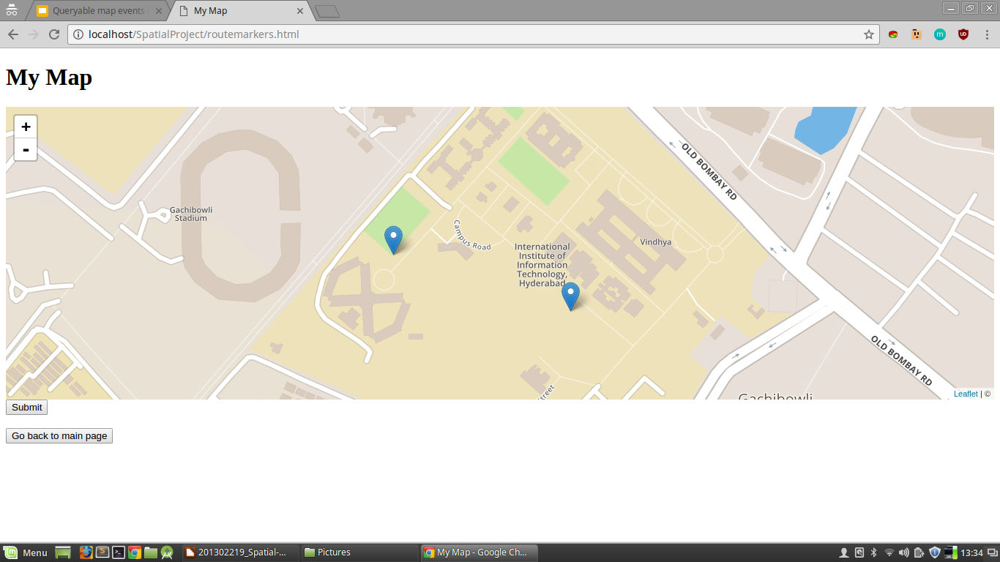 Queryable map events
My Map
localhost/SpatialProject/routemarkers.html
m
My Map
+
-
OLD BOMBAY RD
Gachibowli
Stadium
Campus Road
Vindhya
International
Institute of
Information
Technology,
Hyderabad
OLD BOMBAY RD
Street
Gachibowli
Leaflet | ©
Submit
Go back to main page
Menu
201302219_Spatial-...
Pictures
My Map - Google Ch...
13:34